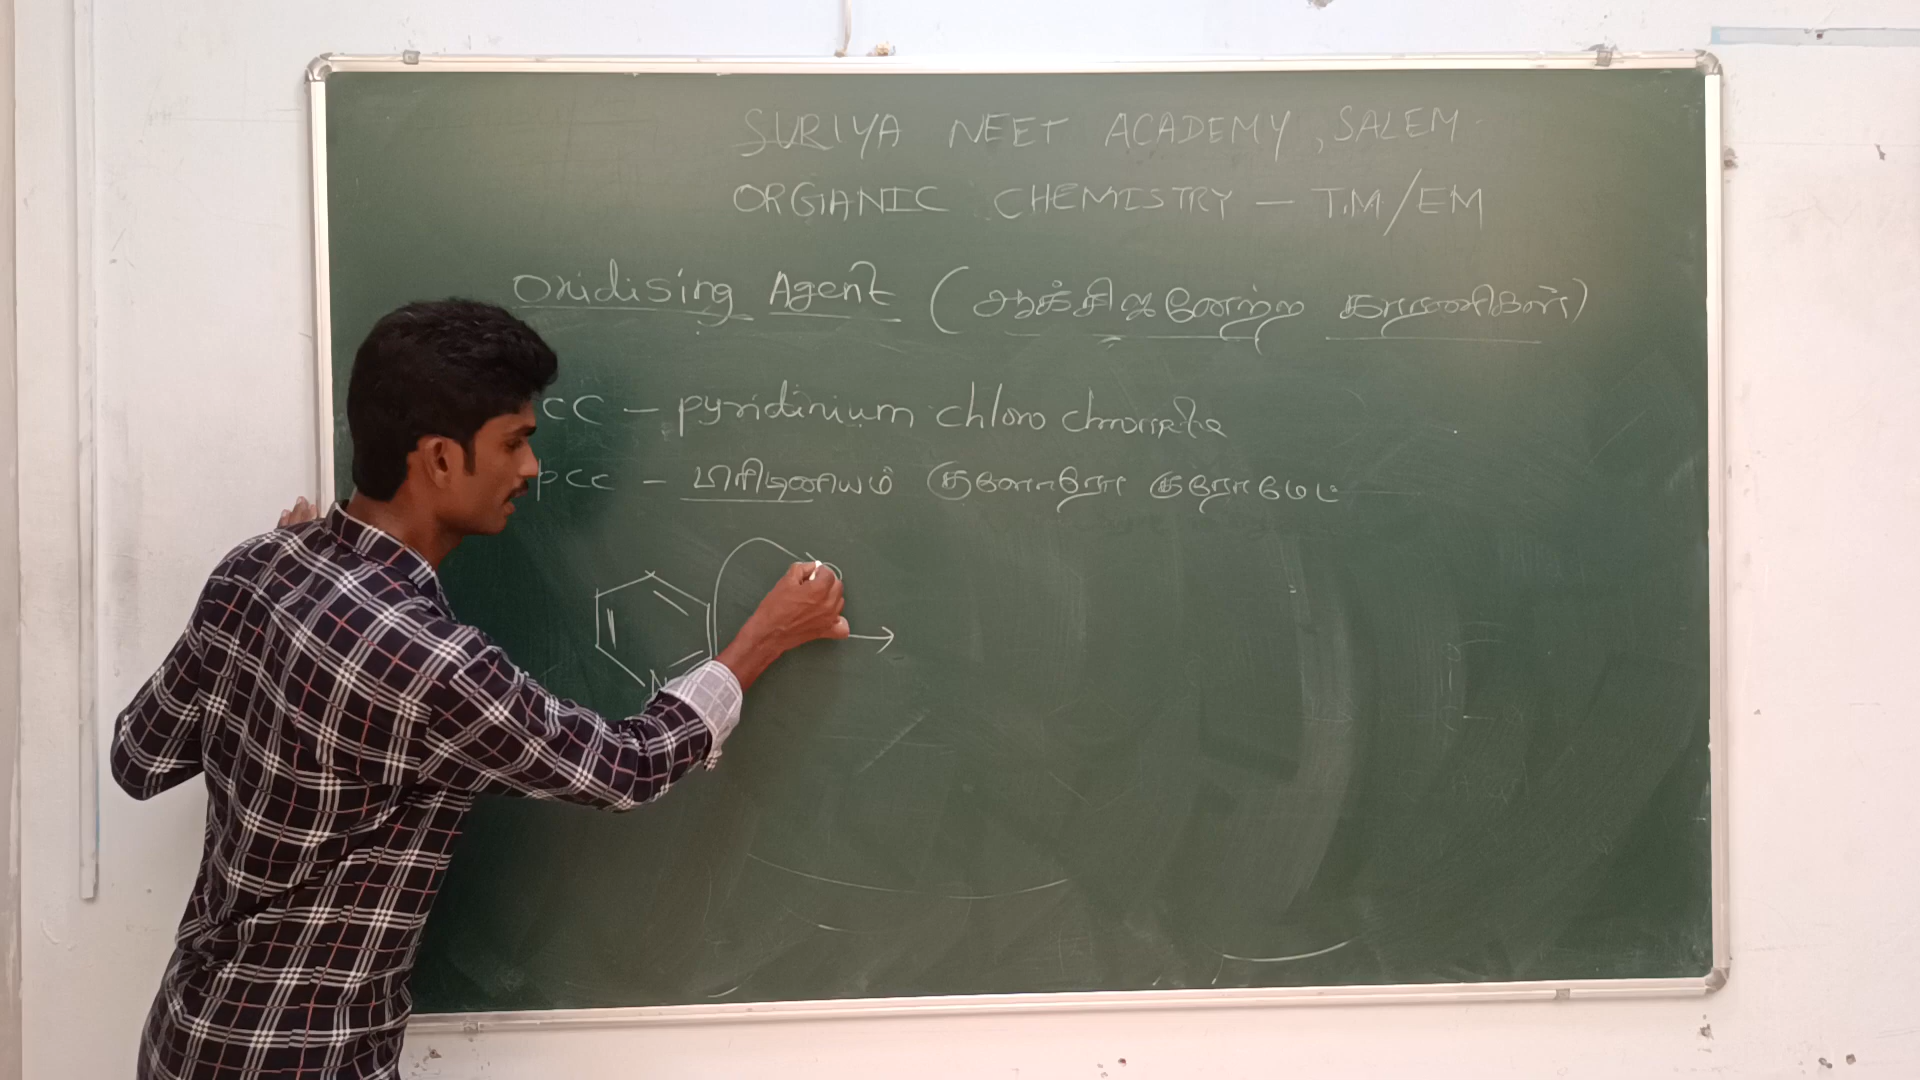 SURIYA NEET ACADEMY, SALEM.
ORGANIC CHEMISTRY – T.M/EM
Oxidising Agent (ஆக்சிஜனேற்ற காரணிகள்)
CC – pyridinium chloro chromate
pcc – பிரிடினியம் குளோரோ குரோமேட்
N